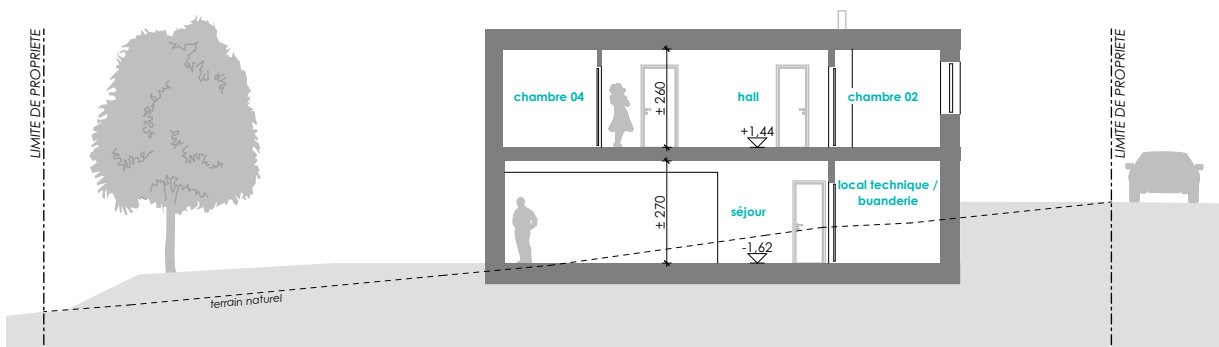 LIMITE DE PROPRIETE
chambre 04
± 260
hall
+1,44
chambre 02
LIMITE DE PROPRIETE
± 270
séjour
-1,62
local technique /
buanderie
terrain naturel